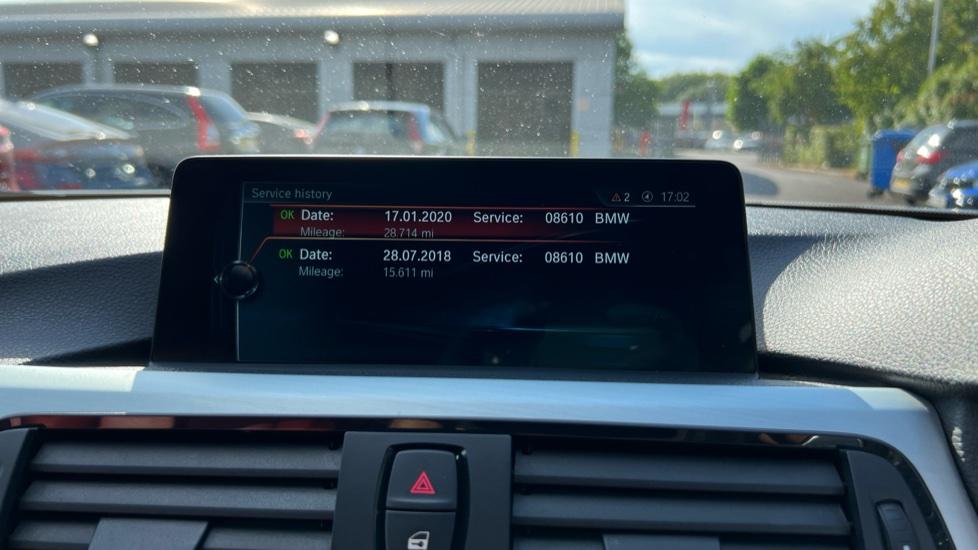 Service history 2 17:02
OK Date: 17.01.2020 Service: 08610 BMW
Mileage: 28.714 mi
OK Date: 28.07.2018 Service: 08610 BMW
Mileage: 15.611 mi